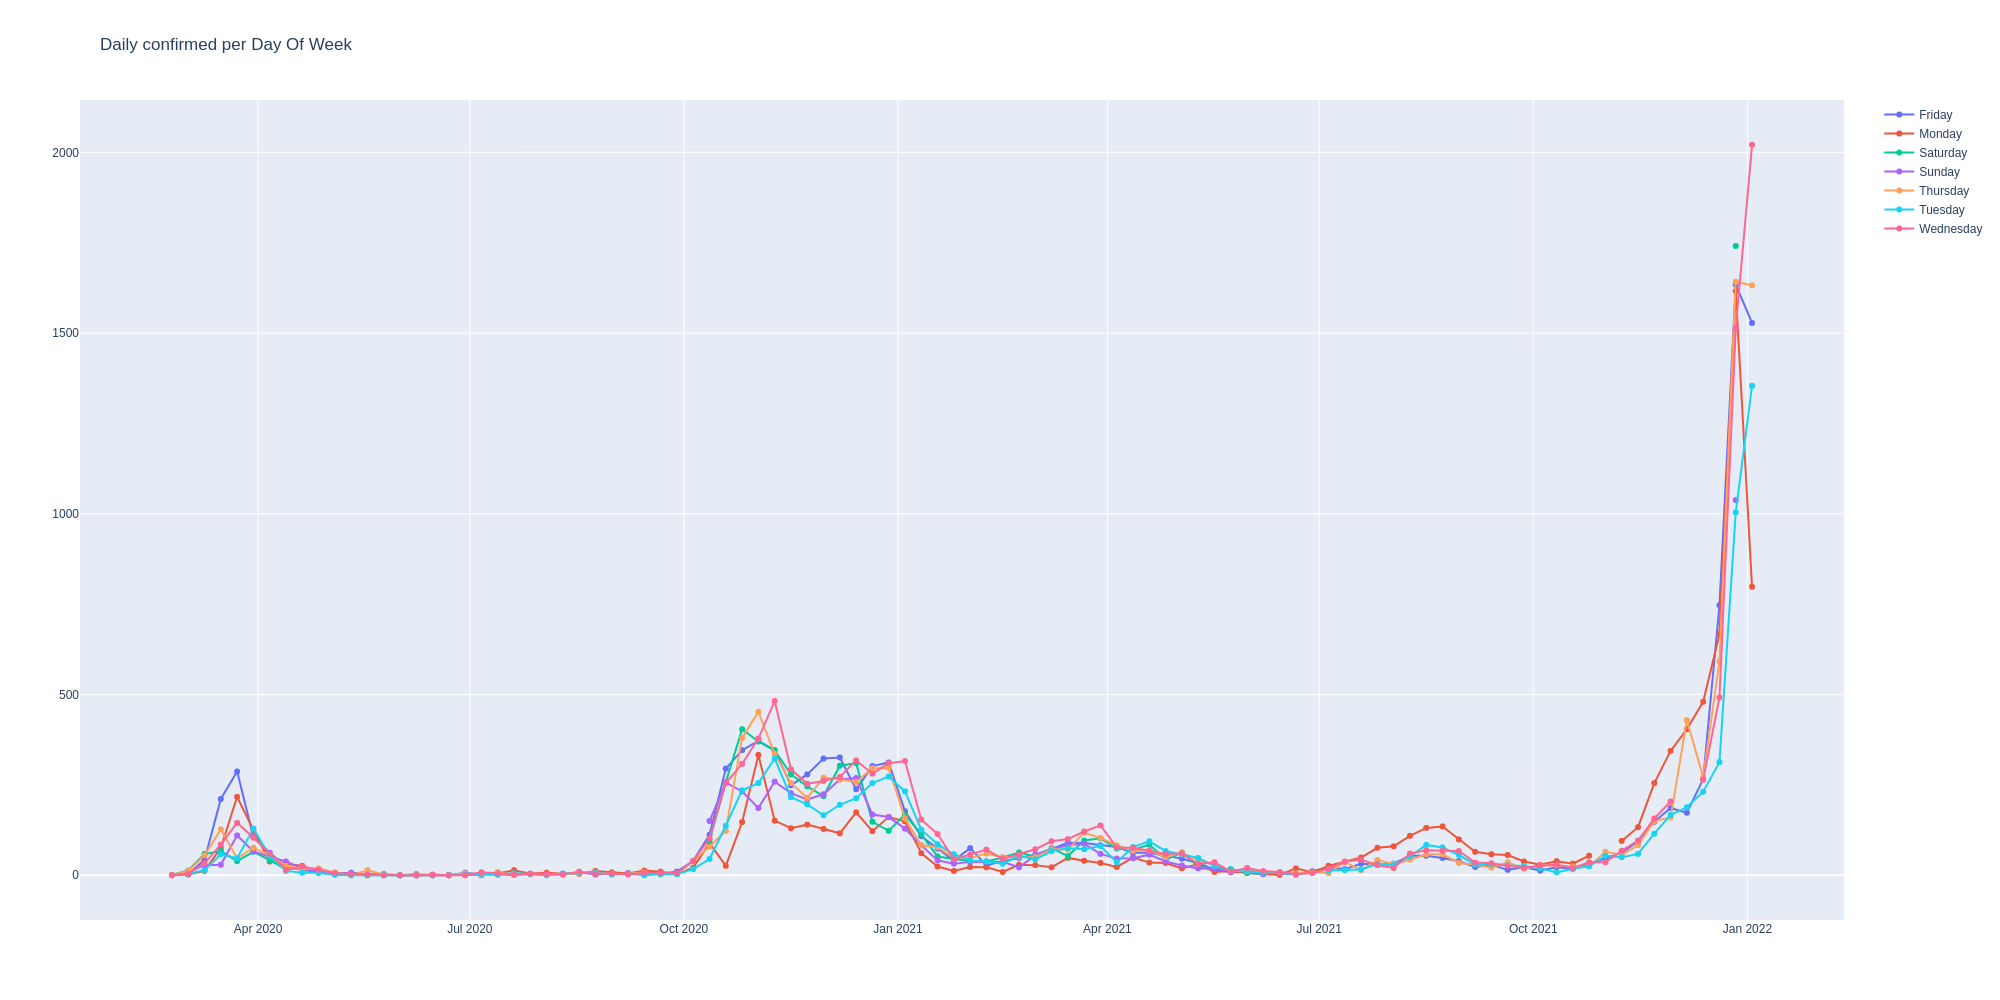 Daily confirmed per Day Of Week
Friday
Monday
Saturday
Sunday
Thursday
Tuesday
Wednesday
2000
1500
1000
500
0
Apr 2020 Jul 2020 Oct 2020 Jan 2021 Apr 2021 Jul 2021 Oct 2021 Jan 2022